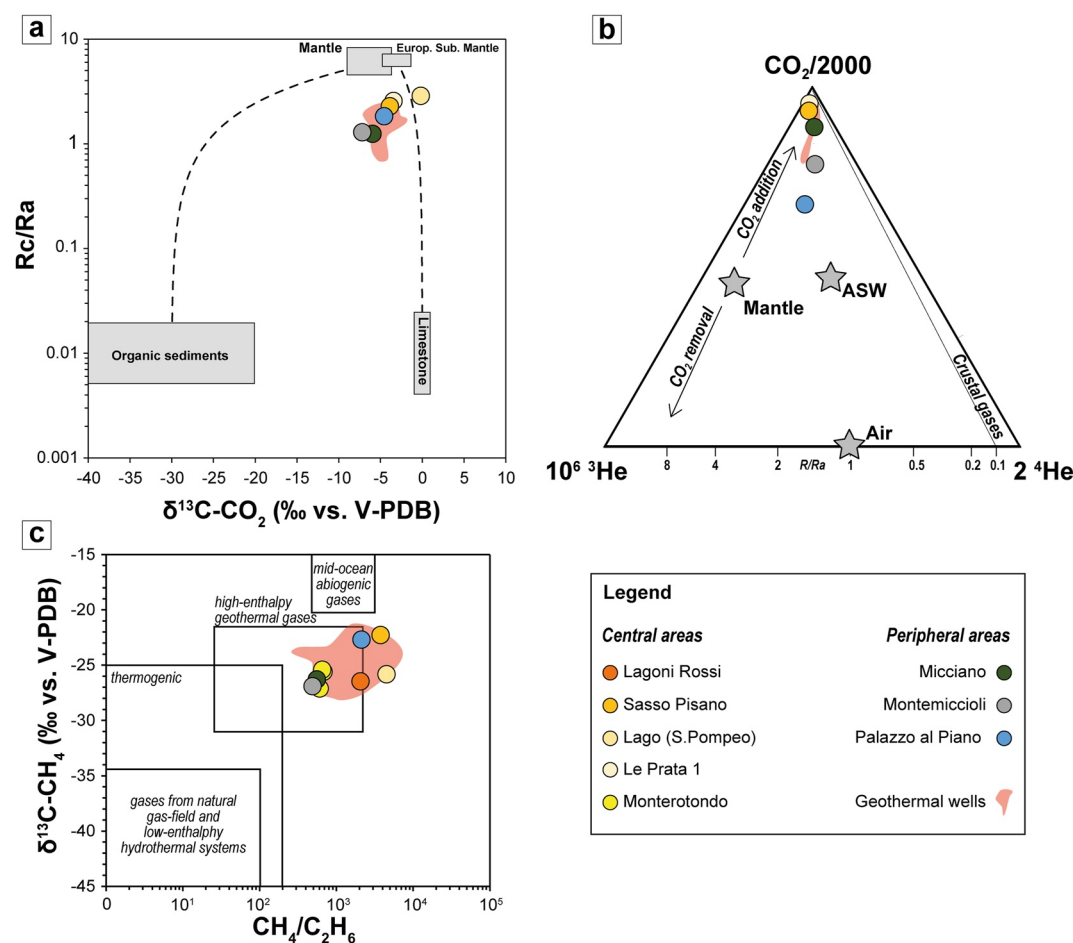 a
10
1
0.1
0.01
0.001
Rc/Ra
Mantle
Europ. Sub. Mantle
Organic sediments
Limestone
-40 -35 -30 -25 -20 -15 -10 -5 0 5 10
δ¹³C-CO₂ (‰ vs. V-PDB)
b
CO₂/2000
CO₂ addition
CO₂ removal
Mantle
ASW
Air
Crustal gases
10⁶ ³He
8 4 2 R/Ra 1 0.5 0.2 0.1
2 ⁴He
c
-15
-20
-25
-30
-35
-40
-45
δ¹³C-CH₄ (‰ vs. V-PDB)
mid-ocean
abiogenic
gases
high-enthalpy
geothermal gases
thermogenic
gases from natural
gas-field and
low-enthalphy
hydrothermal systems
0 10¹ 10² 10³ 10⁴ 10⁵
CH₄/C₂H₆
Legend
Central areas
Lagoni Rossi
Sasso Pisano
Lago (S.Pompeo)
Le Prata 1
Monterotondo
Peripheral areas
Micciano
Montemiccioli
Palazzo al Piano
Geothermal wells